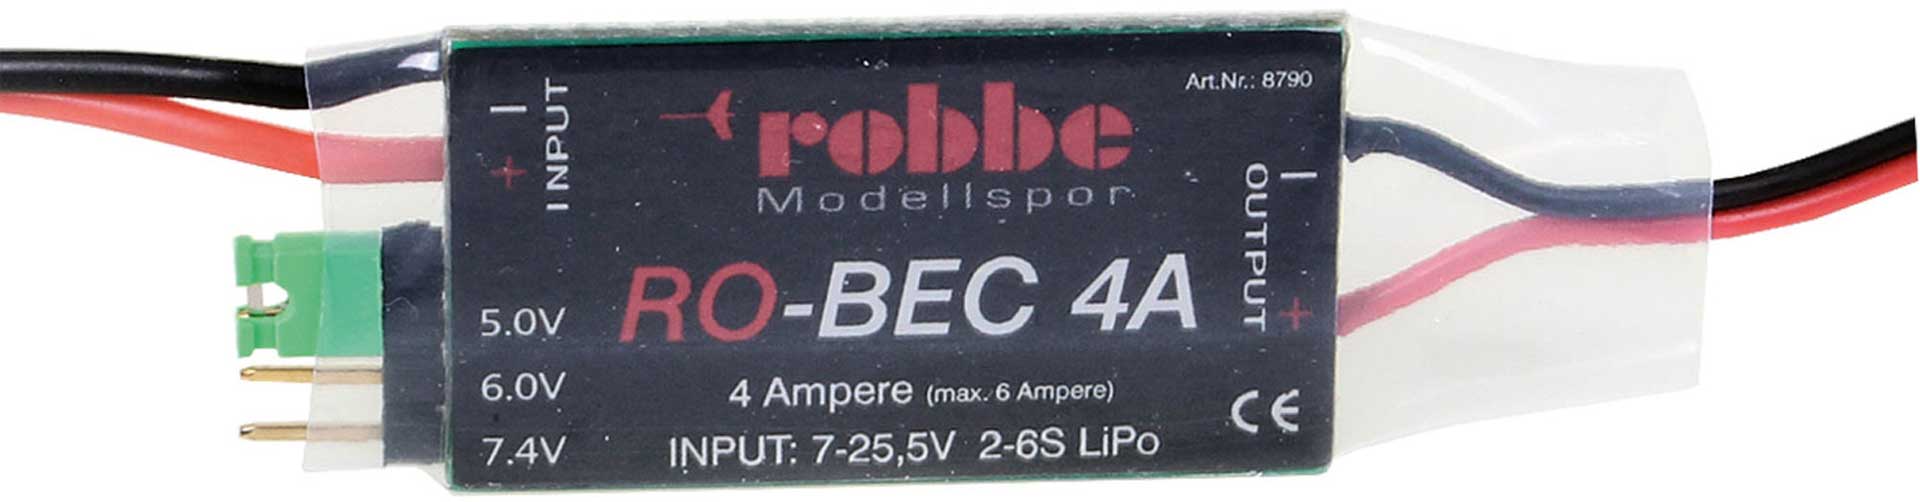 Art.Nr.: 8790
robbe
Modellspor
– INPUT +
– OUTPUT +
RO-BEC 4A
5.0V
6.0V
7.4V
4 Ampere (max. 6 Ampere)
INPUT: 7-25,5V 2-6S LiPo
CE